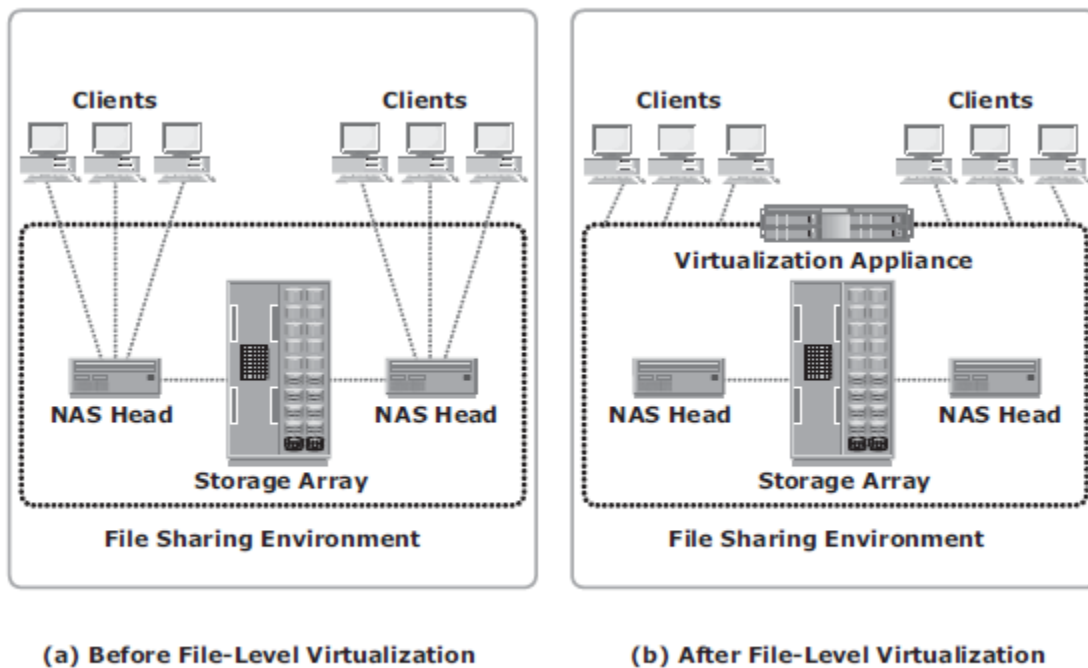 Clients
Clients
NAS Head
NAS Head
Storage Array
File Sharing Environment
(a) Before File-Level Virtualization
Clients
Clients
Virtualization Appliance
NAS Head
NAS Head
Storage Array
File Sharing Environment
(b) After File-Level Virtualization